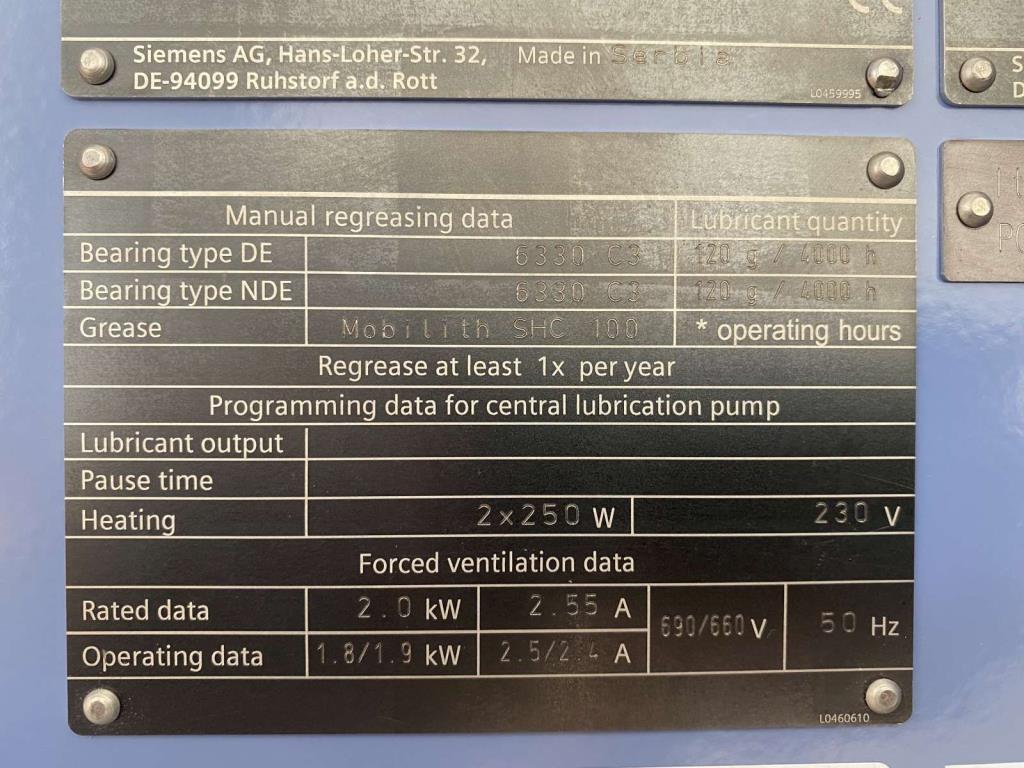 Siemens AG, Hans-Loher-Str. 32, Made in Serbia
DE-94099 Ruhstorf a.d. Rott
L0459995
Manual regreasing data Lubricant quantity
Bearing type DE 6330 C3 120 g / 4000 h
Bearing type NDE 6330 C3 120 g / 4000 h
Grease Mobilith SHC 100 * operating hours
Regrease at least 1x per year
Programming data for central lubrication pump
Lubricant output
Pause time
Heating 2x250 W 230 V
Forced ventilation data
Rated data 2.0 kW 2.55 A 690/660 V 50 Hz
Operating data 1.8/1.9 kW 2.5/2.4 A
L0460610